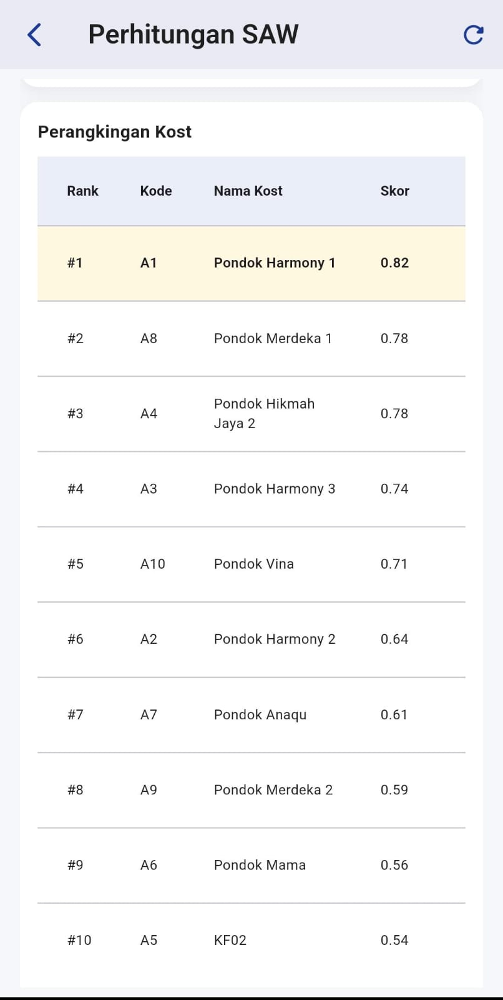 Perhitungan SAW
Perangkingan Kost
Rank Kode Nama Kost Skor
#1 A1 Pondok Harmony 1 0.82
#2 A8 Pondok Merdeka 1 0.78
#3 A4 Pondok Hikmah Jaya 2 0.78
#4 A3 Pondok Harmony 3 0.74
#5 A10 Pondok Vina 0.71
#6 A2 Pondok Harmony 2 0.64
#7 A7 Pondok Anaqu 0.61
#8 A9 Pondok Merdeka 2 0.59
#9 A6 Pondok Mama 0.56
#10 A5 KF02 0.54